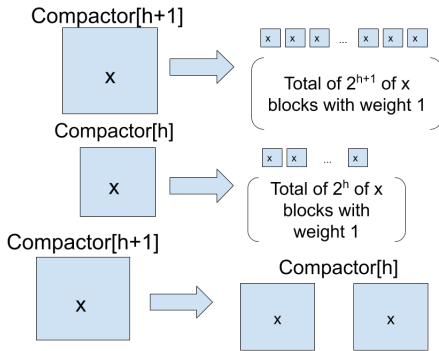 Compactor[h+1]
x
x x x ... x x x
Total of 2^{h+1} of x
blocks with weight 1
Compactor[h]
x
x x ... x
Total of 2^h of x
blocks with
weight 1
Compactor[h+1]
x
Compactor[h]
x x